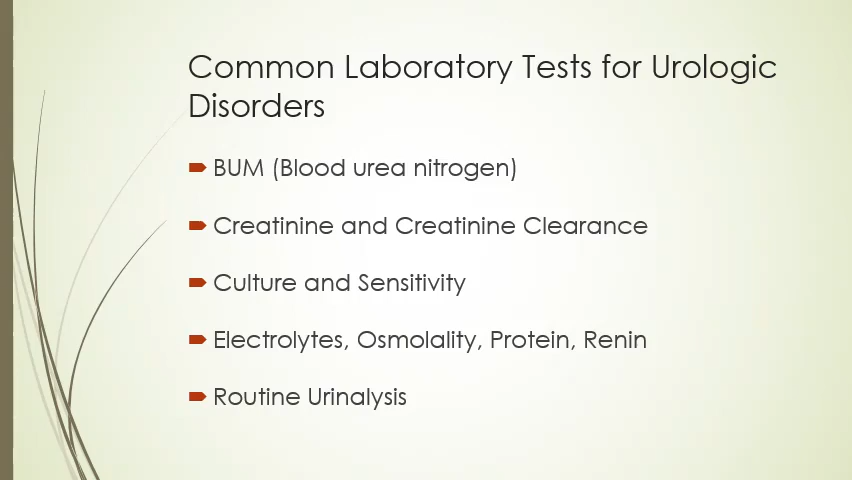 Common Laboratory Tests for Urologic
Disorders
BUM (Blood urea nitrogen)
Creatinine and Creatinine Clearance
Culture and Sensitivity
Electrolytes, Osmolality, Protein, Renin
Routine Urinalysis